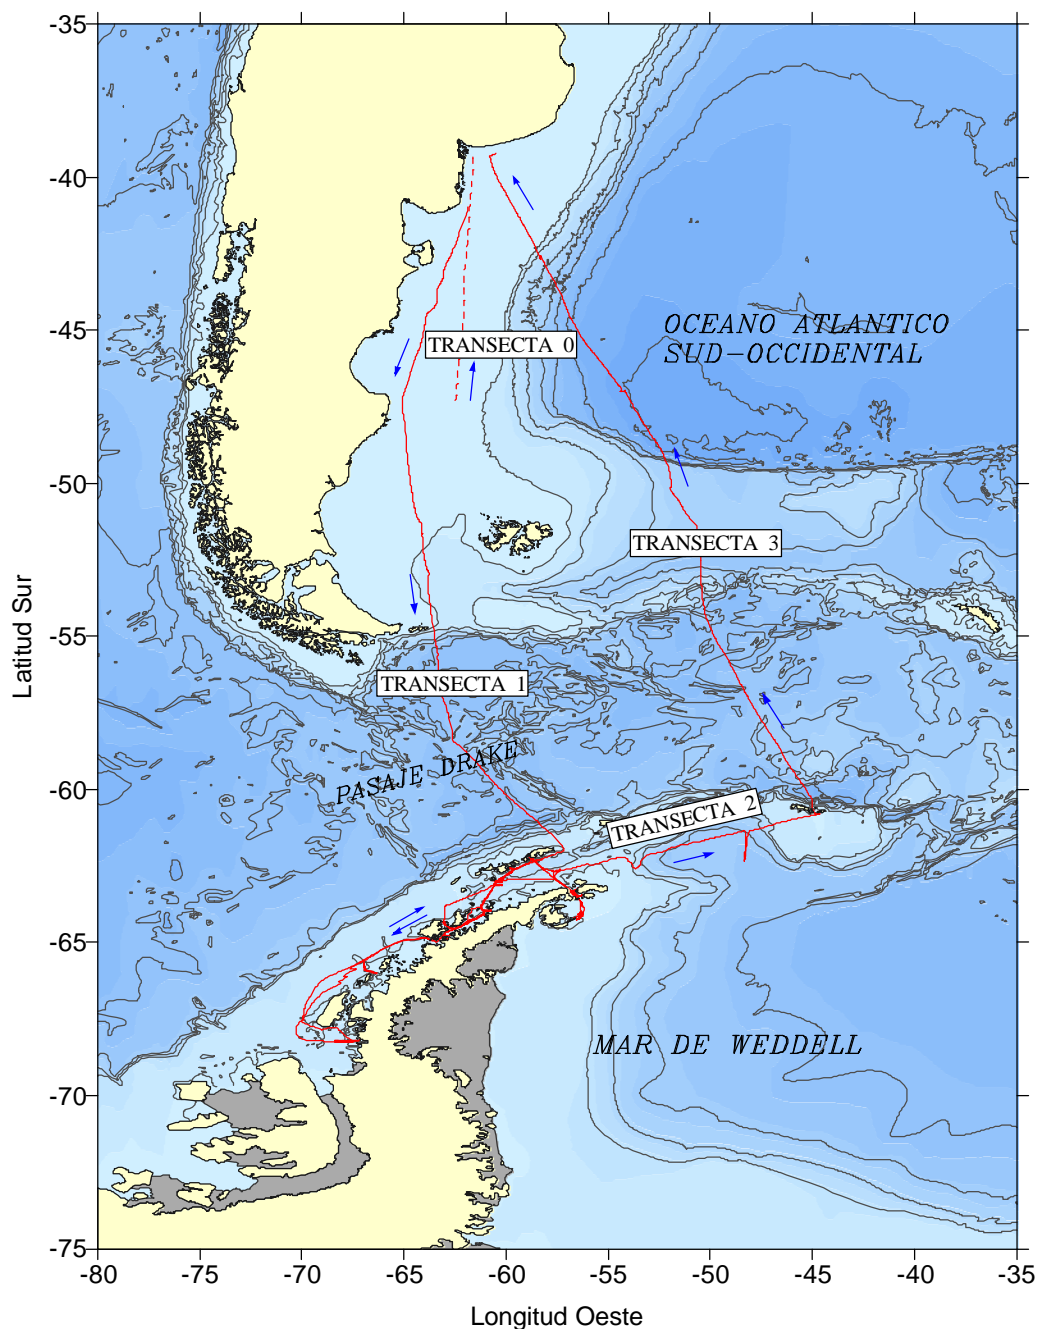 -35
-40
-45
-50
-55
-60
-65
-70
-75
Latitud Sur
TRANSECTA 0
OCEANO ATLANTICO
SUD-OCCIDENTAL
TRANSECTA 3
TRANSECTA 1
PASAJE DRAKE
TRANSECTA 2
MAR DE WEDDELL
-80 -75 -70 -65 -60 -55 -50 -45 -40 -35
Longitud Oeste